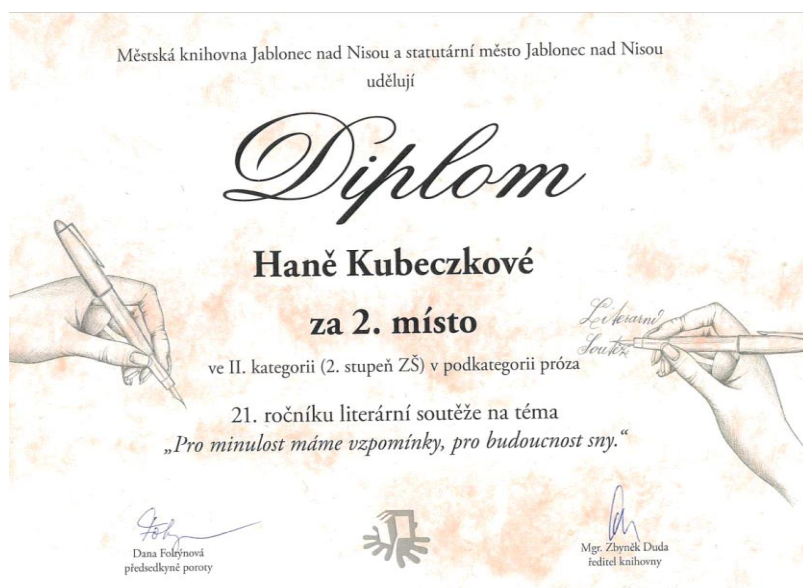 Městská knihovna Jablonec nad Nisou a statutární město Jablonec nad Nisou
udělují
Diplom
Haně Kubeczkové
za 2. místo
Literarní
Soutěž
ve II. kategorii (2. stupeň ZŠ) v podkategorii próza
21. ročníku literární soutěže na téma
„Pro minulost máme vzpomínky, pro budoucnost sny.“
Dana Foltýnová
předsedkyně poroty
Mgr. Zbyněk Duda
ředitel knihovny